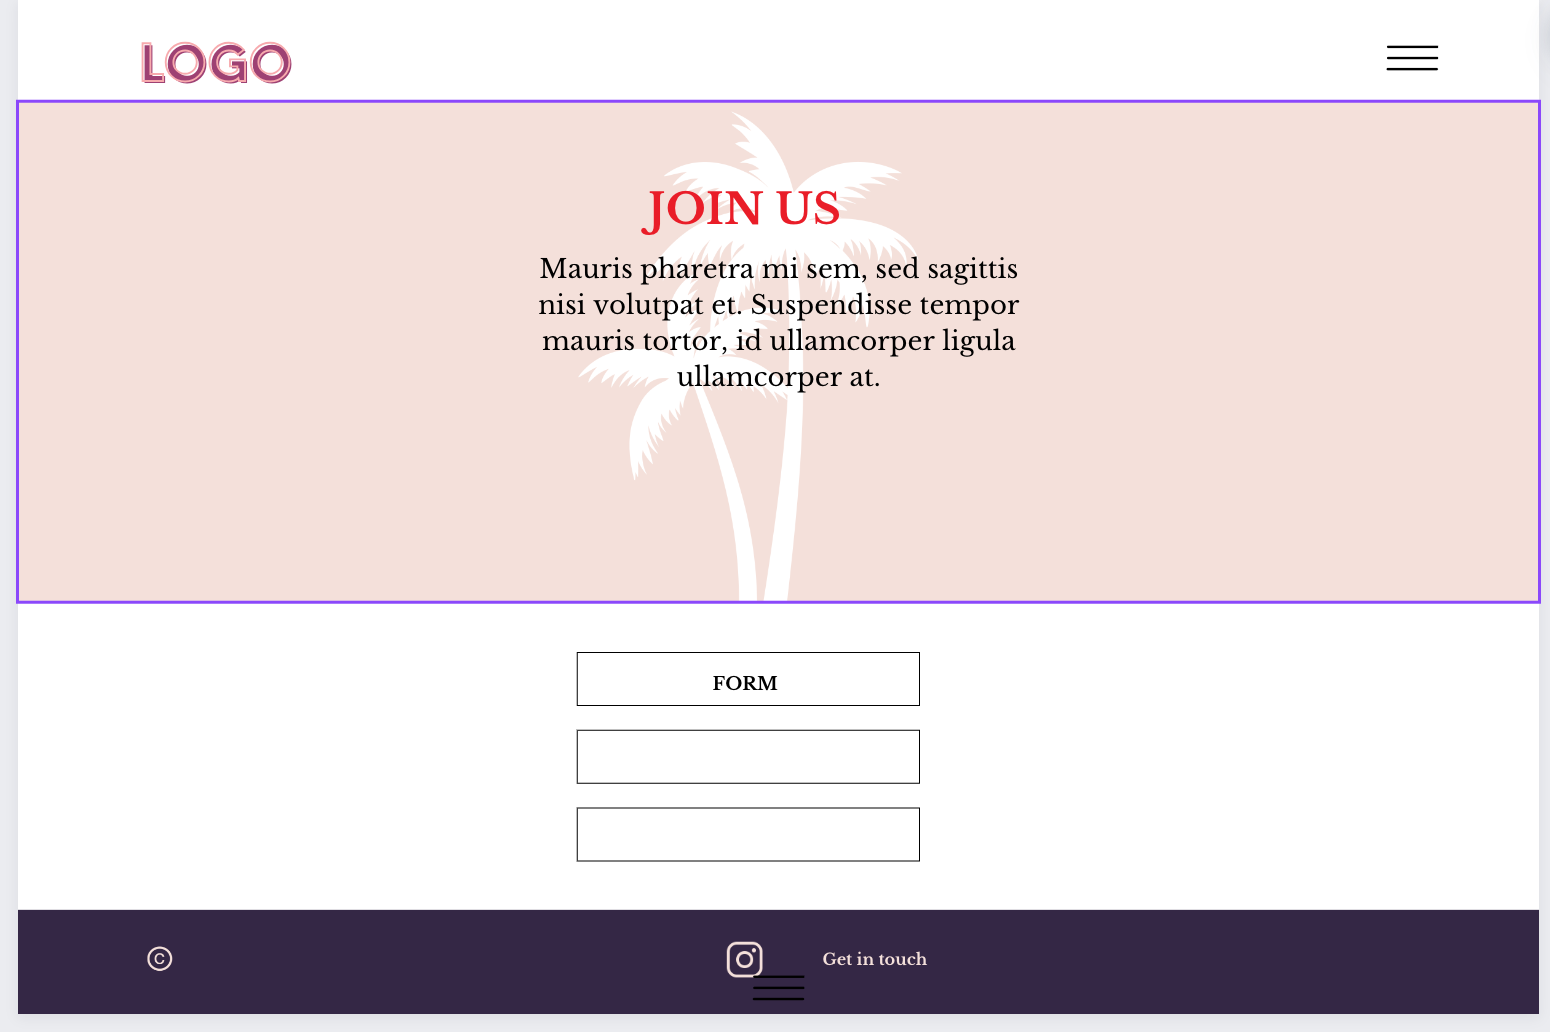 LOGO
JOIN US
Mauris pharetra mi sem, sed sagittis
nisi volutpat et. Suspendisse tempor
mauris tortor, id ullamcorper ligula
ullamcorper at.
FORM
© Get in touch